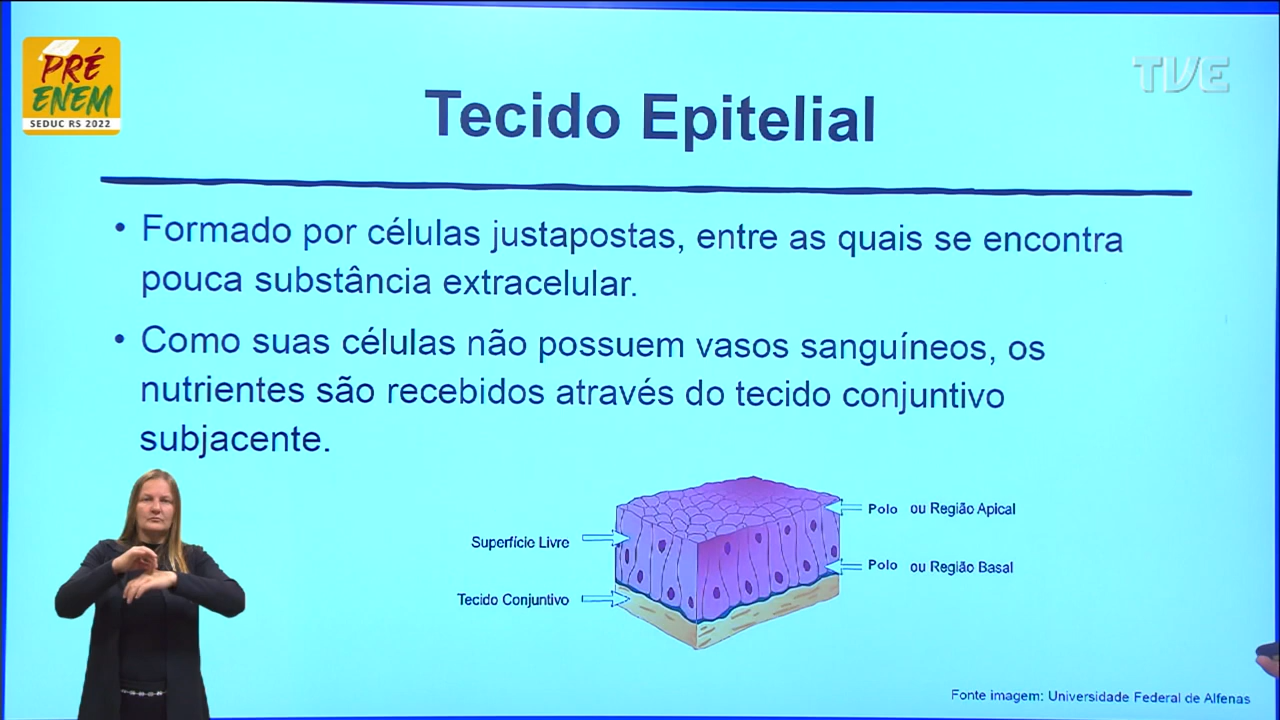 PRÉ
ENEM
SEDUC RS 2022
TVE
Tecido Epitelial
• Formado por células justapostas, entre as quais se encontra
pouca substância extracelular.
• Como suas células não possuem vasos sanguíneos, os
nutrientes são recebidos através do tecido conjuntivo
subjacente.
Polo ou Região Apical
Superfície Livre
Polo ou Região Basal
Tecido Conjuntivo
Fonte imagem: Universidade Federal de Alfenas